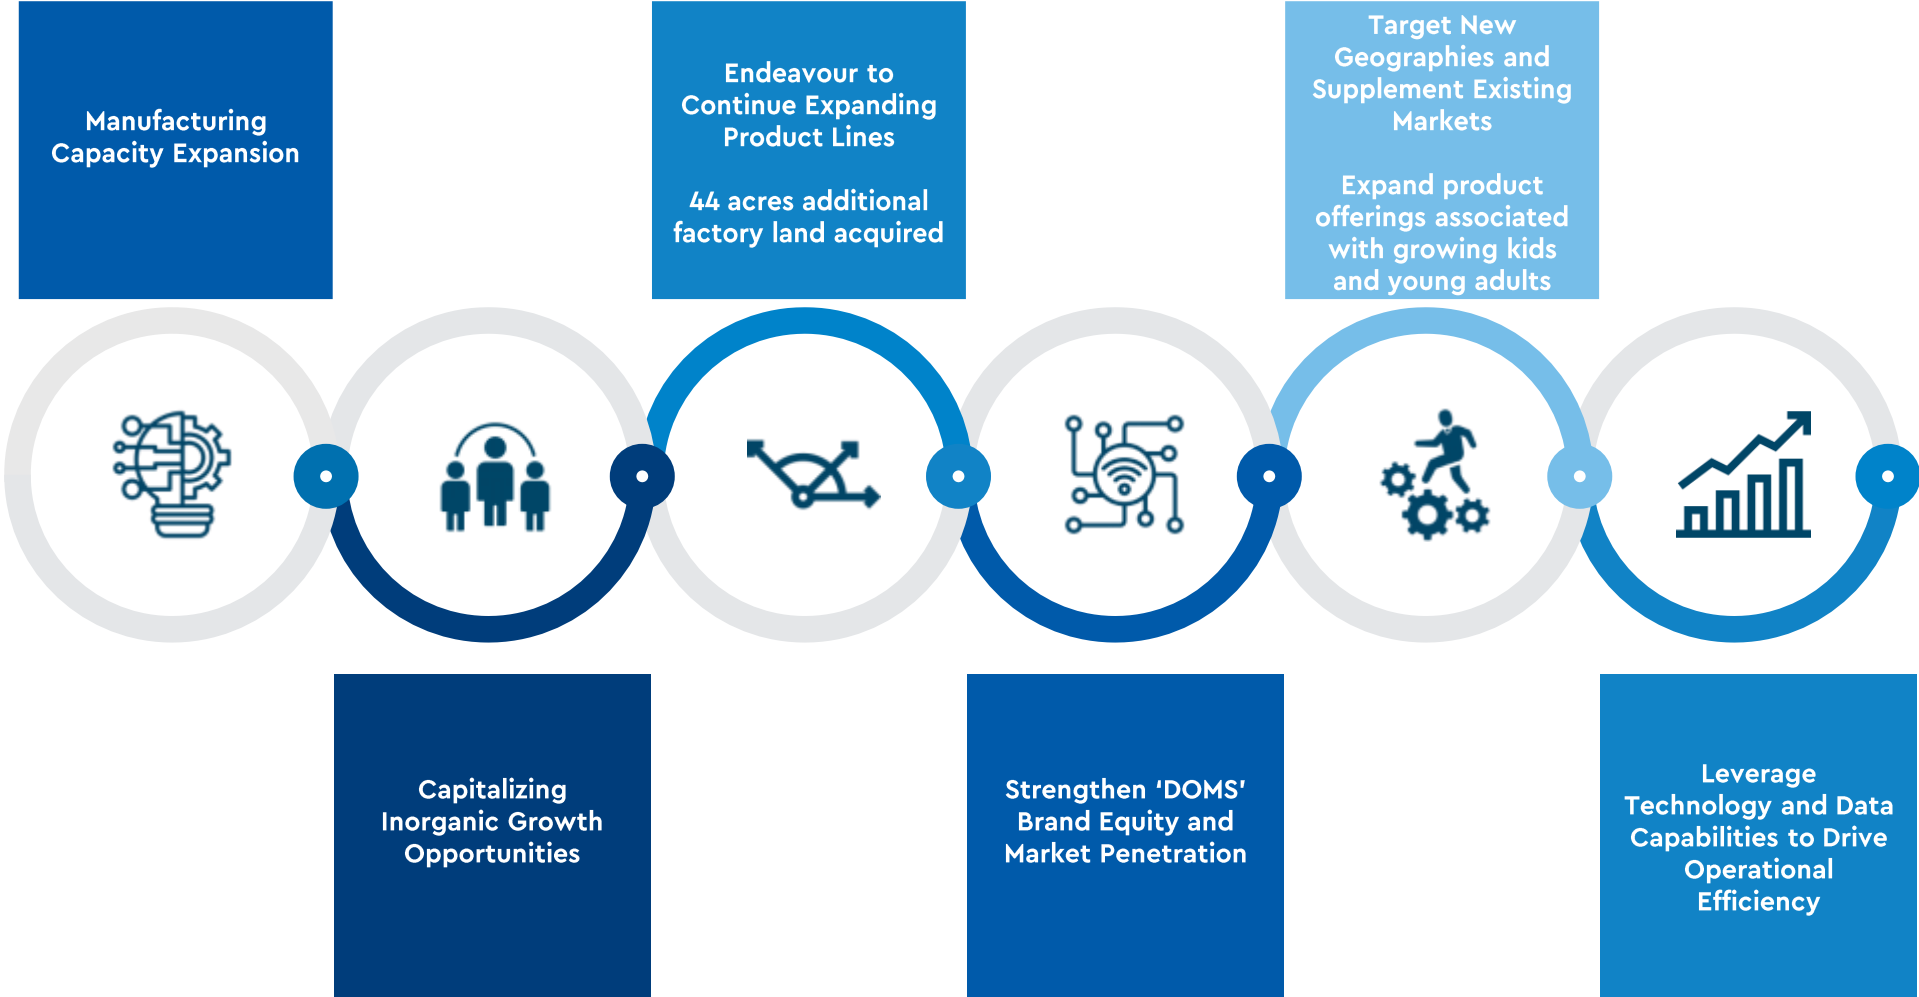 Manufacturing
Capacity Expansion
Endeavour to
Continue Expanding
Product Lines
44 acres additional
factory land acquired
Target New
Geographies and
Supplement Existing
Markets
Expand product
offerings associated
with growing kids
and young adults
Capitalizing
Inorganic Growth
Opportunities
Strengthen ‘DOMS’
Brand Equity and
Market Penetration
Leverage
Technology and Data
Capabilities to Drive
Operational
Efficiency